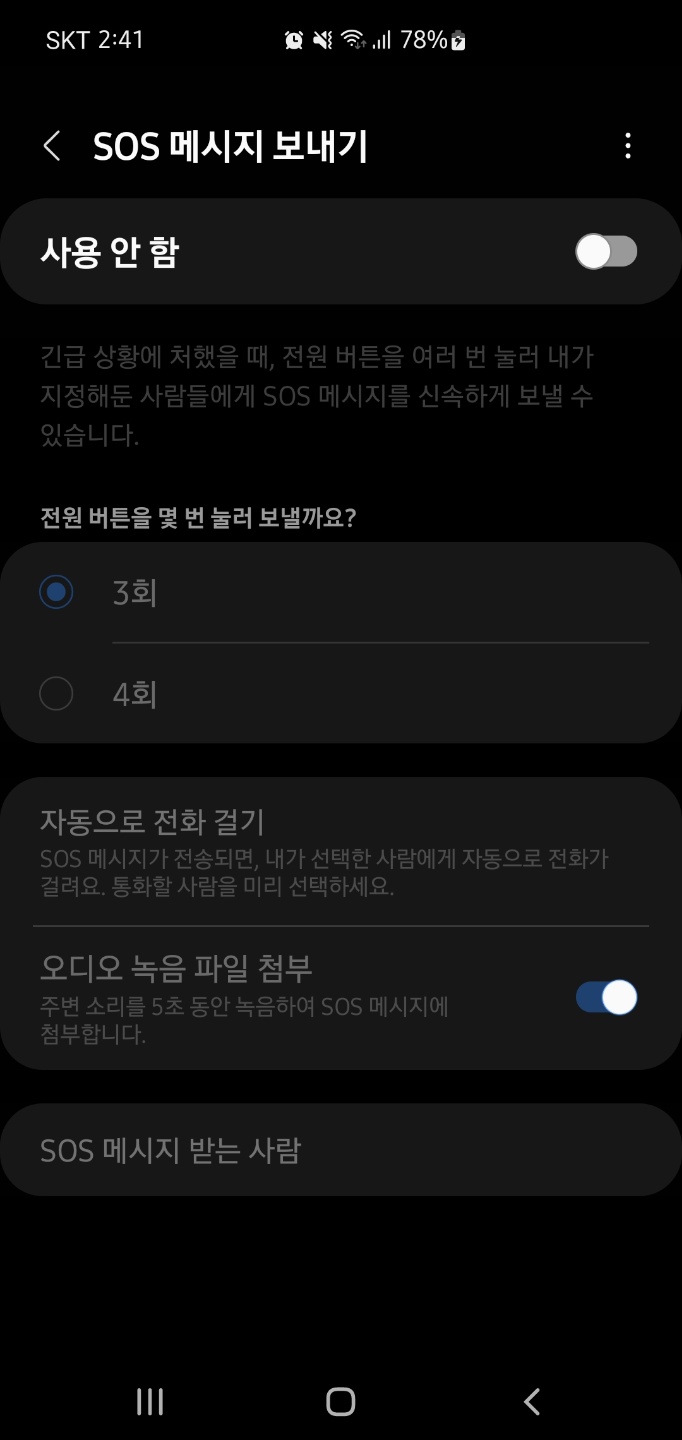 SKT 2:41 78%
SOS 메시지 보내기
사용 안 함
긴급 상황에 처했을 때, 전원 버튼을 여러 번 눌러 내가
지정해둔 사람들에게 SOS 메시지를 신속하게 보낼 수
있습니다.
전원 버튼을 몇 번 눌러 보낼까요?
3회
4회
자동으로 전화 걸기
SOS 메시지가 전송되면, 내가 선택한 사람에게 자동으로 전화가
걸려요. 통화할 사람을 미리 선택하세요.
오디오 녹음 파일 첨부
주변 소리를 5초 동안 녹음하여 SOS 메시지에
첨부합니다.
SOS 메시지 받는 사람